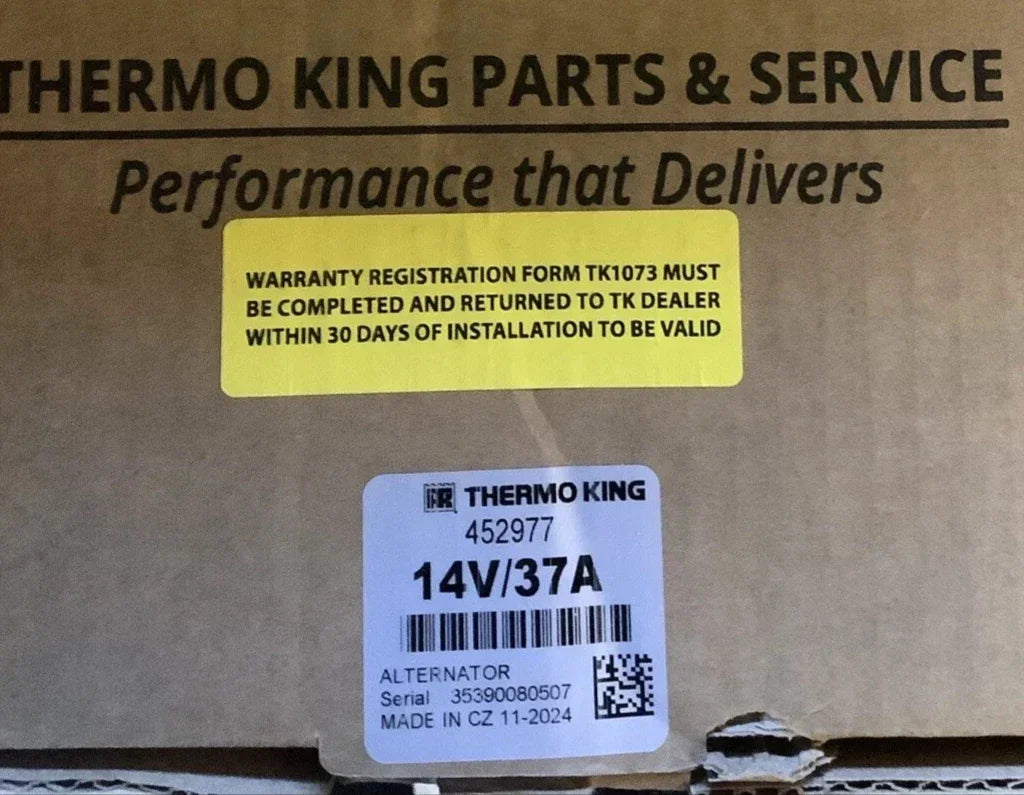 THERMO KING PARTS & SERVICE
Performance that Delivers
WARRANTY REGISTRATION FORM TK1073 MUST
BE COMPLETED AND RETURNED TO TK DEALER
WITHIN 30 DAYS OF INSTALLATION TO BE VALID
THERMO KING
452977
14V/37A
ALTERNATOR
Serial 35390080507
MADE IN CZ 11-2024